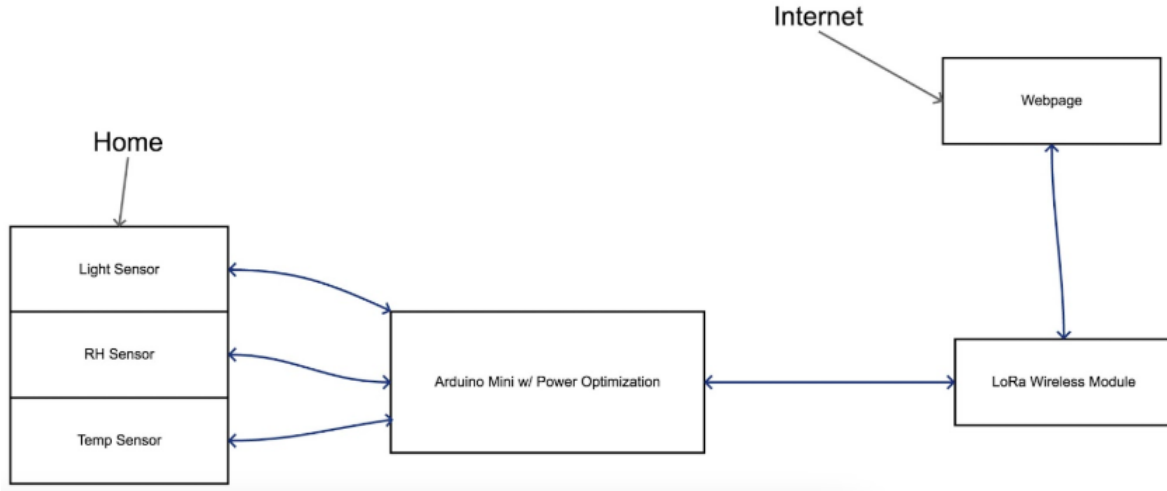 Internet
Webpage
Home
Light Sensor
RH Sensor
Temp Sensor
Arduino Mini w/ Power Optimization
LoRa Wireless Module